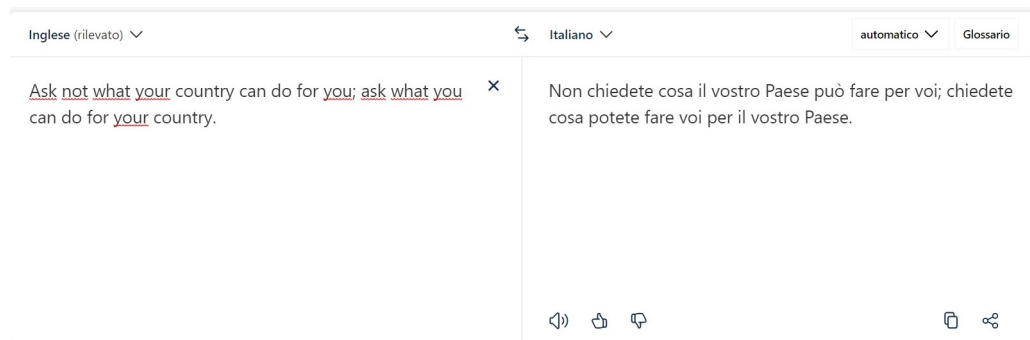 Inglese (rilevato)
Italiano
automatico
Glossario
Ask not what your country can do for you; ask what you
can do for your country.
Non chiedete cosa il vostro Paese può fare per voi; chiedete
cosa potete fare voi per il vostro Paese.